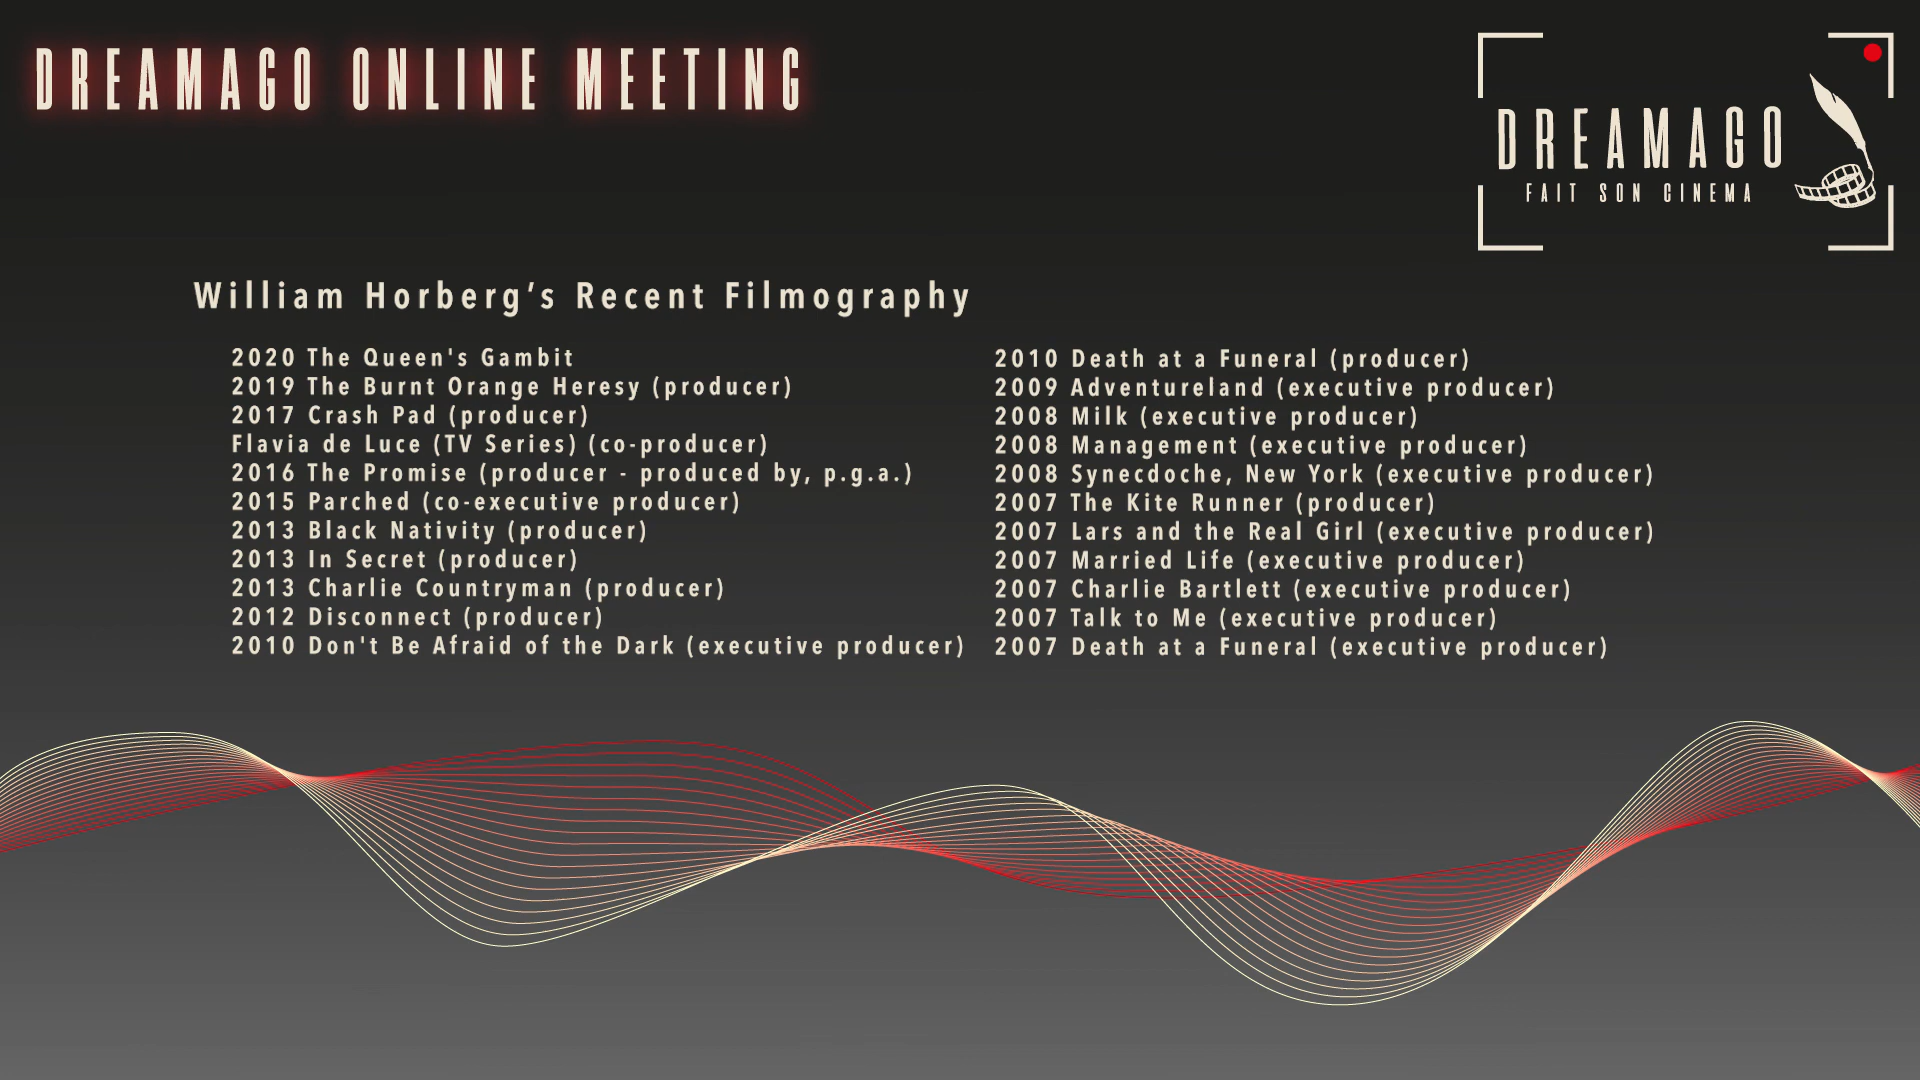 DREAMAGO ONLINE MEETING
DREAMAGO
FAIT SON CINEMA
William Horberg’s Recent Filmography
2020 The Queen's Gambit
2019 The Burnt Orange Heresy (producer)
2017 Crash Pad (producer)
Flavia de Luce (TV Series) (co-producer)
2016 The Promise (producer - produced by, p.g.a.)
2015 Parched (co-executive producer)
2013 Black Nativity (producer)
2013 In Secret (producer)
2013 Charlie Countryman (producer)
2012 Disconnect (producer)
2010 Don't Be Afraid of the Dark (executive producer)
2010 Death at a Funeral (producer)
2009 Adventureland (executive producer)
2008 Milk (executive producer)
2008 Management (executive producer)
2008 Synecdoche, New York (executive producer)
2007 The Kite Runner (producer)
2007 Lars and the Real Girl (executive producer)
2007 Married Life (executive producer)
2007 Charlie Bartlett (executive producer)
2007 Talk to Me (executive producer)
2007 Death at a Funeral (executive producer)